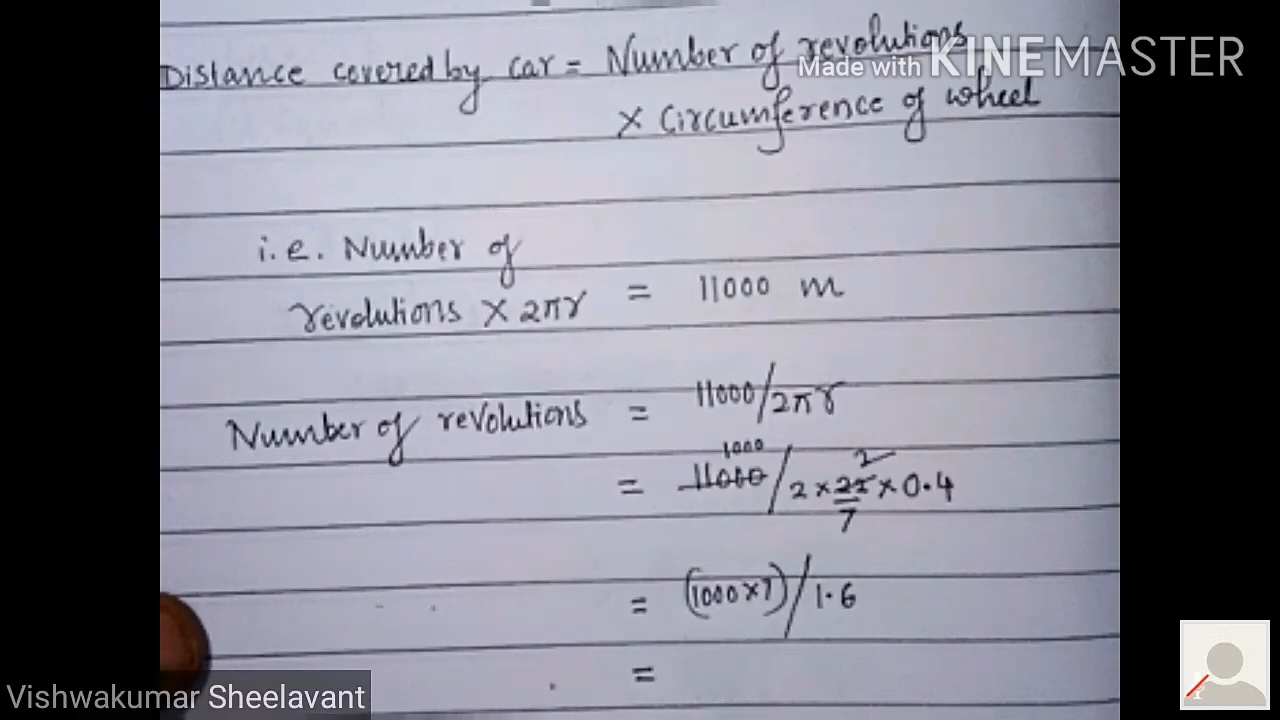 Distance covered by car = Number of revolutions
Made with KINEMASTER
× Circumference of wheel
i.e. Number of
revolutions × 2πr = 11000 m
Number of revolutions = 11000/2πr
1000 2
= 11000/2×22×0.4
7
= (1000×7)/1.6
=
Vishwakumar Sheelavant